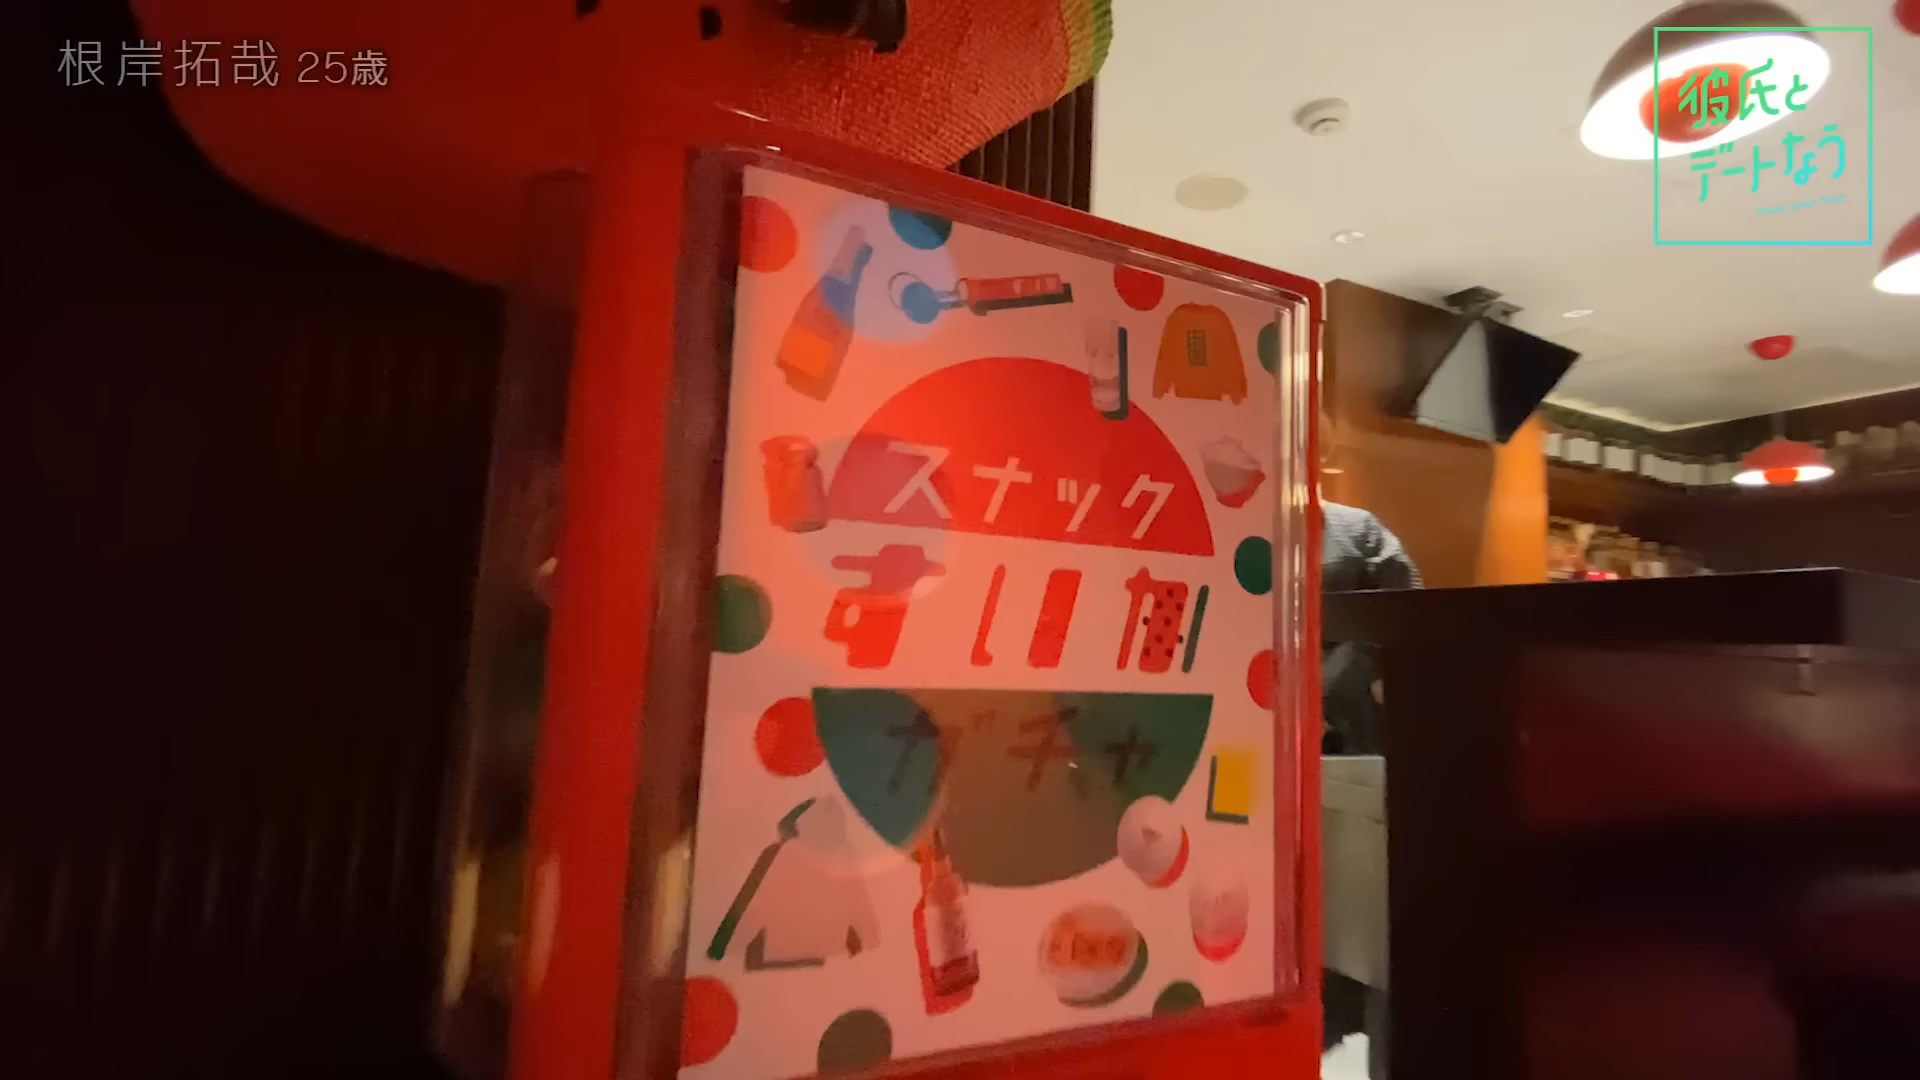 根岸拓哉 25歳
彼氏と
デートなう
スナック
すいか
ガチャ